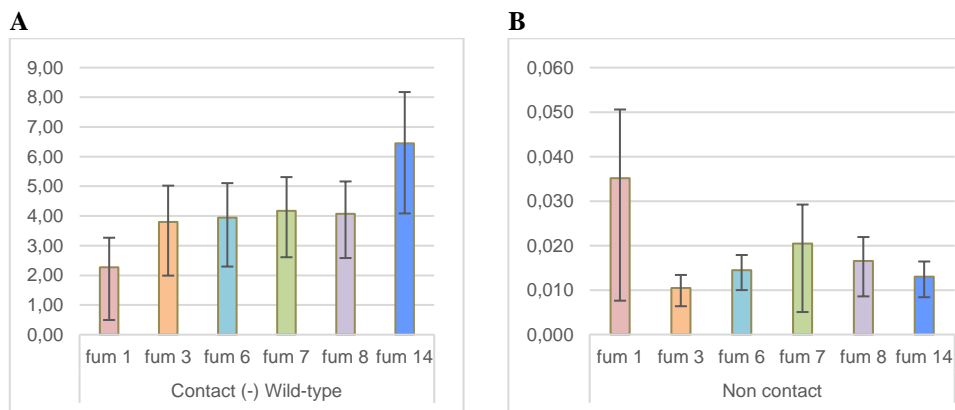 A
9,00
8,00
7,00
6,00
5,00
4,00
3,00
2,00
1,00
0,00
fum 1 fum 3 fum 6 fum 7 fum 8 fum 14
Contact (-) Wild-type
B
0,060
0,050
0,040
0,030
0,020
0,010
0,000
fum 1 fum 3 fum 6 fum 7 fum 8 fum 14
Non contact